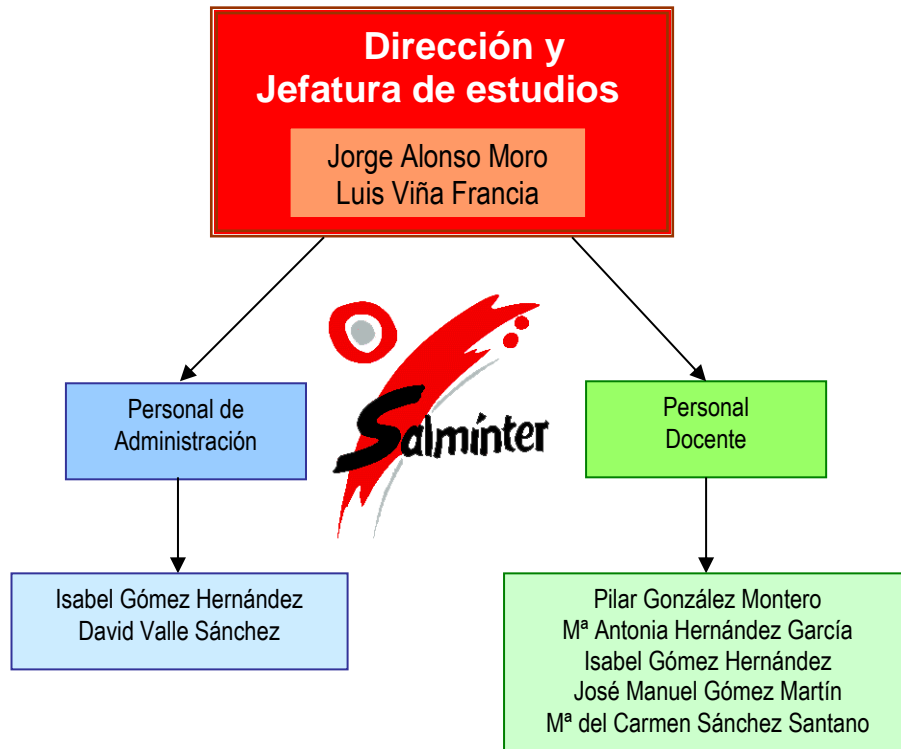 Dirección y
Jefatura de estudios
Jorge Alonso Moro
Luis Viña Francia
Salmínter
Personal de
Administración
Personal
Docente
Isabel Gómez Hernández
David Valle Sánchez
Pilar González Montero
Mª Antonia Hernández García
Isabel Gómez Hernández
José Manuel Gómez Martín
Mª del Carmen Sánchez Santano